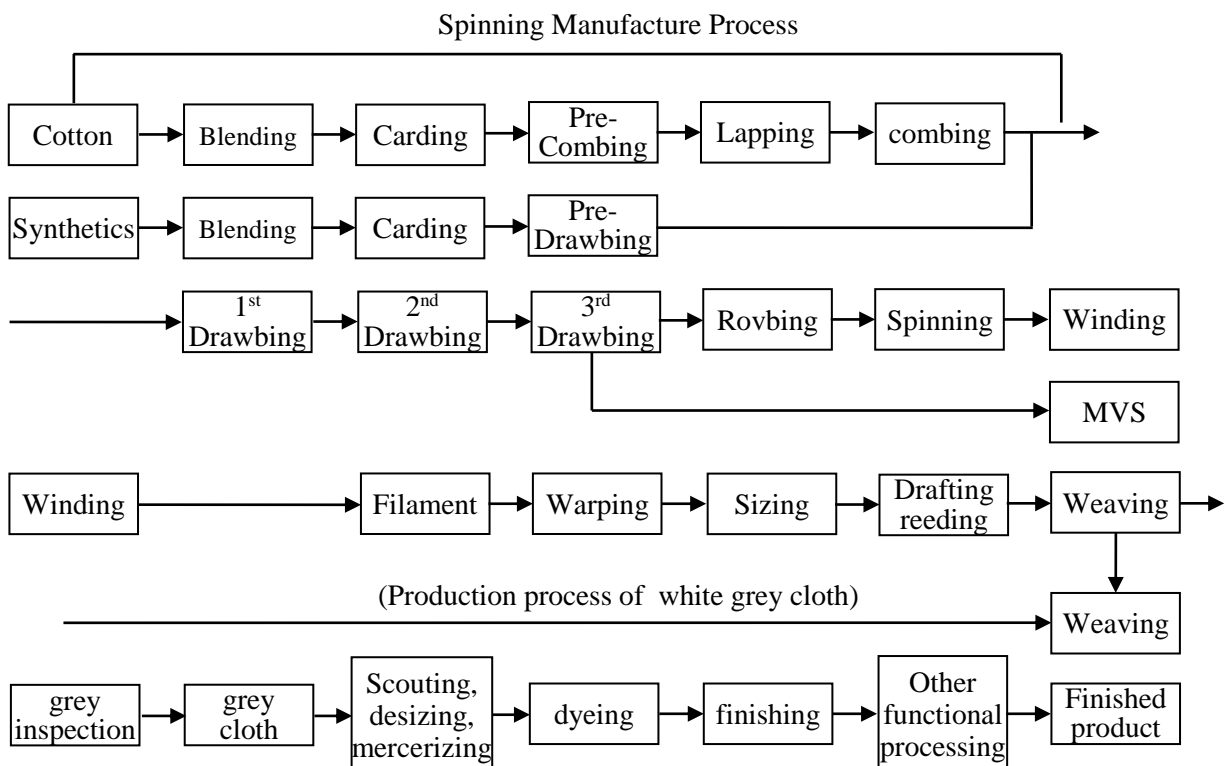 Spinning Manufacture Process
Cotton
Blending
Carding
Pre-
Combing
Lapping
combing
Synthetics
Blending
Carding
Pre-
Drawbing
1st
Drawbing
2nd
Drawbing
3rd
Drawbing
Rovbing
Spinning
Winding
MVS
Winding
Filament
Warping
Sizing
Drafting
reeding
Weaving
(Production process of white grey cloth)
Weaving
grey
inspection
grey
cloth
Scouting,
desizing,
mercerizing
dyeing
finishing
Other
functional
processing
Finished
product